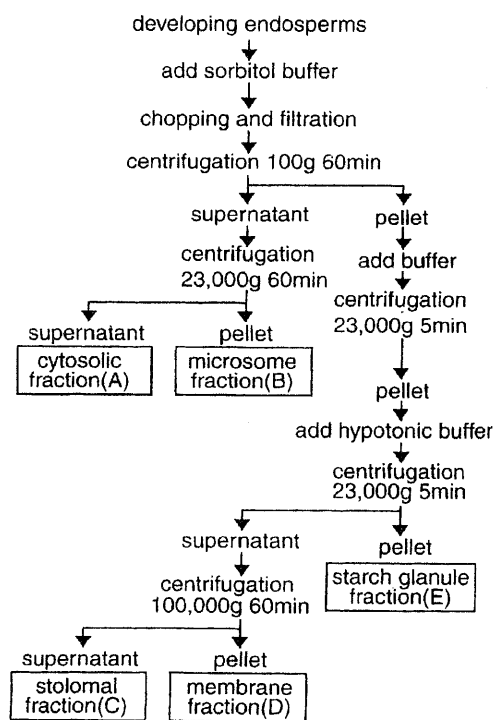 developing endosperms
add sorbitol buffer
chopping and filtration
centrifugation 100g 60min
supernatant
pellet
centrifugation
23,000g 60min
add buffer
centrifugation
23,000g 5min
supernatant
pellet
cytosolic
fraction(A)
microsome
fraction(B)
pellet
add hypotonic buffer
centrifugation
23,000g 5min
supernatant
pellet
centrifugation
100,000g 60min
starch glanule
fraction(E)
supernatant
pellet
stolomal
fraction(C)
membrane
fraction(D)